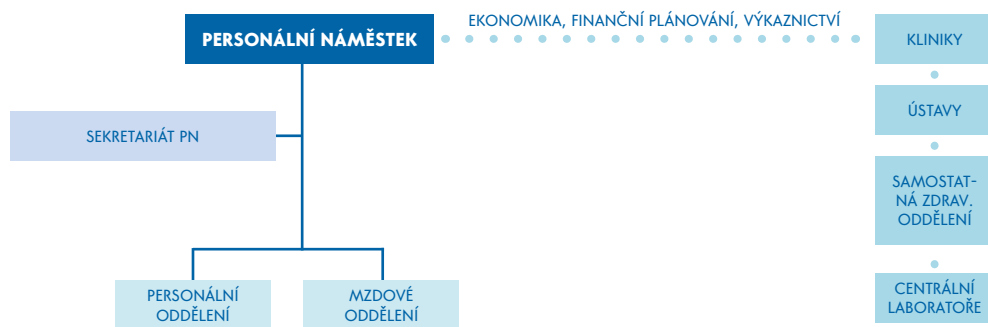 EKONOMIKA, FINANČNÍ PLÁNOVÁNÍ, VÝKAZNICTVÍ
PERSONÁLNÍ NÁMĚSTEK
KLINIKY
ÚSTAVY
SEKRETARIÁT PN
SAMOSTAT-
NÁ ZDRAV.
ODDĚLENÍ
PERSONÁLNÍ
ODDĚLENÍ
MZDOVÉ
ODDĚLENÍ
CENTRÁLNÍ
LABORATOŘE